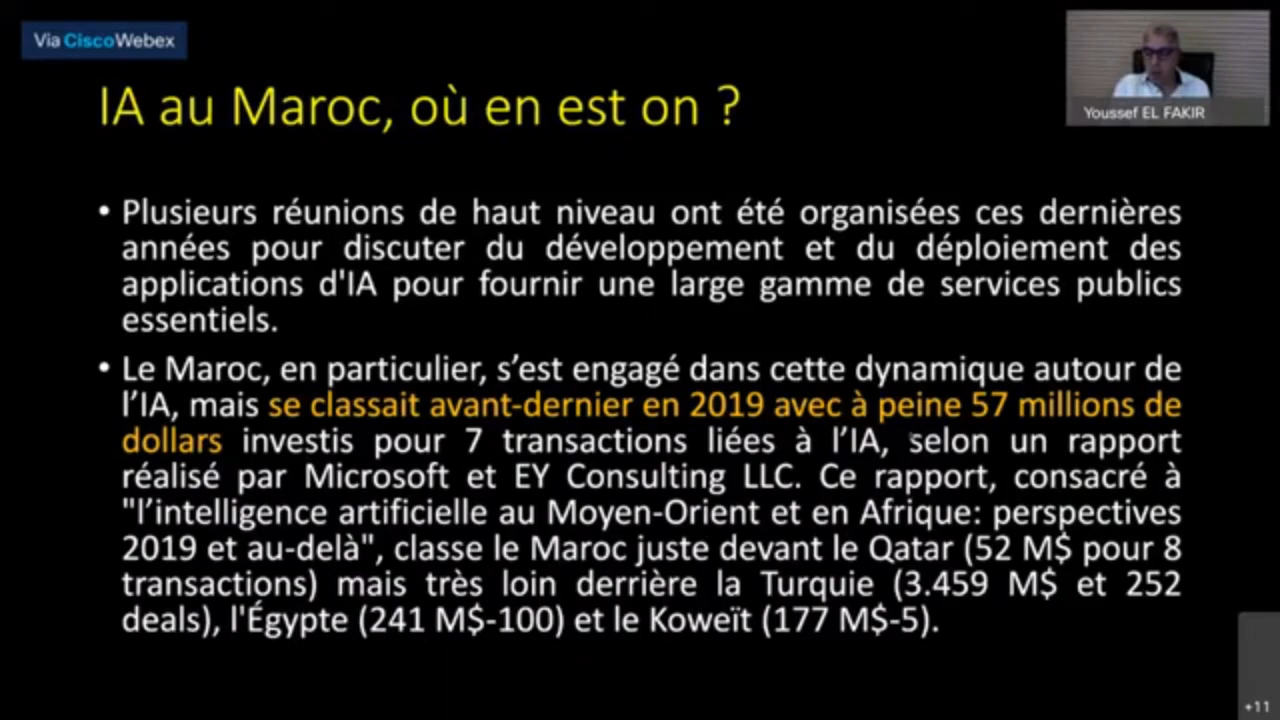 Via CiscoWebex
IA au Maroc, où en est on ?
Youssef EL FAKIR
• Plusieurs réunions de haut niveau ont été organisées ces dernières
années pour discuter du développement et du déploiement des
applications d'IA pour fournir une large gamme de services publics
essentiels.
• Le Maroc, en particulier, s’est engagé dans cette dynamique autour de
l’IA, mais se classait avant-dernier en 2019 avec à peine 57 millions de
dollars investis pour 7 transactions liées à l’IA, selon un rapport
réalisé par Microsoft et EY Consulting LLC. Ce rapport, consacré à
"l’intelligence artificielle au Moyen-Orient et en Afrique: perspectives
2019 et au-delà", classe le Maroc juste devant le Qatar (52 M$ pour 8
transactions) mais très loin derrière la Turquie (3.459 M$ et 252
deals), l'Égypte (241 M$-100) et le Koweït (177 M$-5).
+11